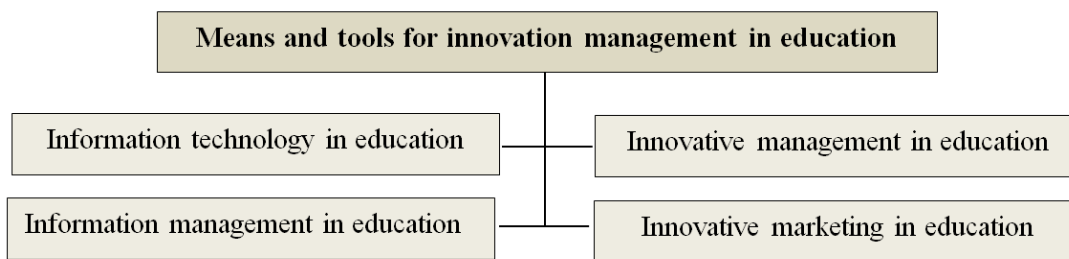 Means and tools for innovation management in education
Information technology in education
Innovative management in education
Information management in education
Innovative marketing in education